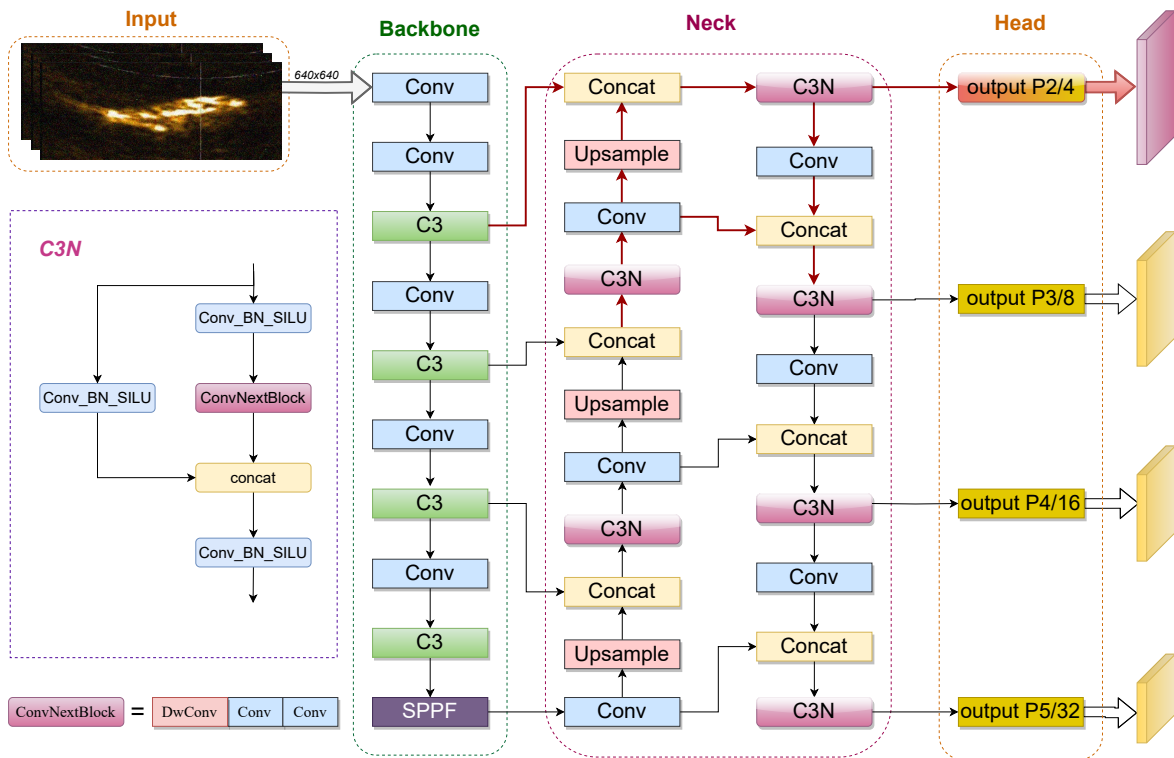 Input
640x640
Backbone
Conv
Conv
C3
Conv
C3
Conv
C3
Conv
C3
SPPF
Neck
Concat
Upsample
Conv
C3N
Concat
Upsample
Conv
C3N
Concat
Upsample
Conv
C3N
Conv
Concat
C3N
Conv
Concat
C3N
Conv
Concat
C3N
Head
output P2/4
output P3/8
output P4/16
output P5/32
C3N
Conv_BN_SILU
Conv_BN_SILU
ConvNextBlock
concat
Conv_BN_SILU
ConvNextBlock = DwConv Conv Conv